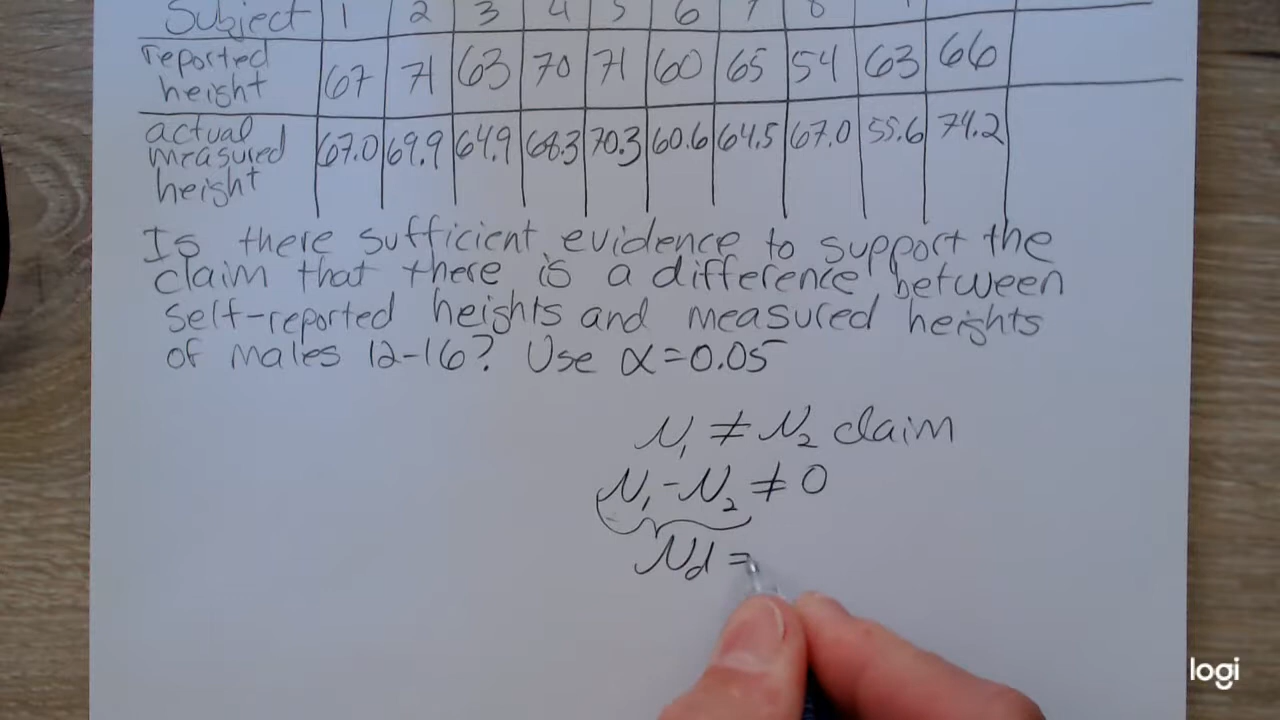 Subject 1 2 3 4 5 6 7 8
reported height 67 71 63 70 71 60 65 54 63 66
actual measured height 67.0 69.9 64.9 68.3 70.3 60.6 64.5 67.0 55.6 74.2
Is there sufficient evidence to support the
claim that there is a difference between
self-reported heights and measured heights
of males 12-16? Use α=0.05
μ₁ ≠ μ₂ claim
μ₁-μ₂ ≠ 0
μd =
logi